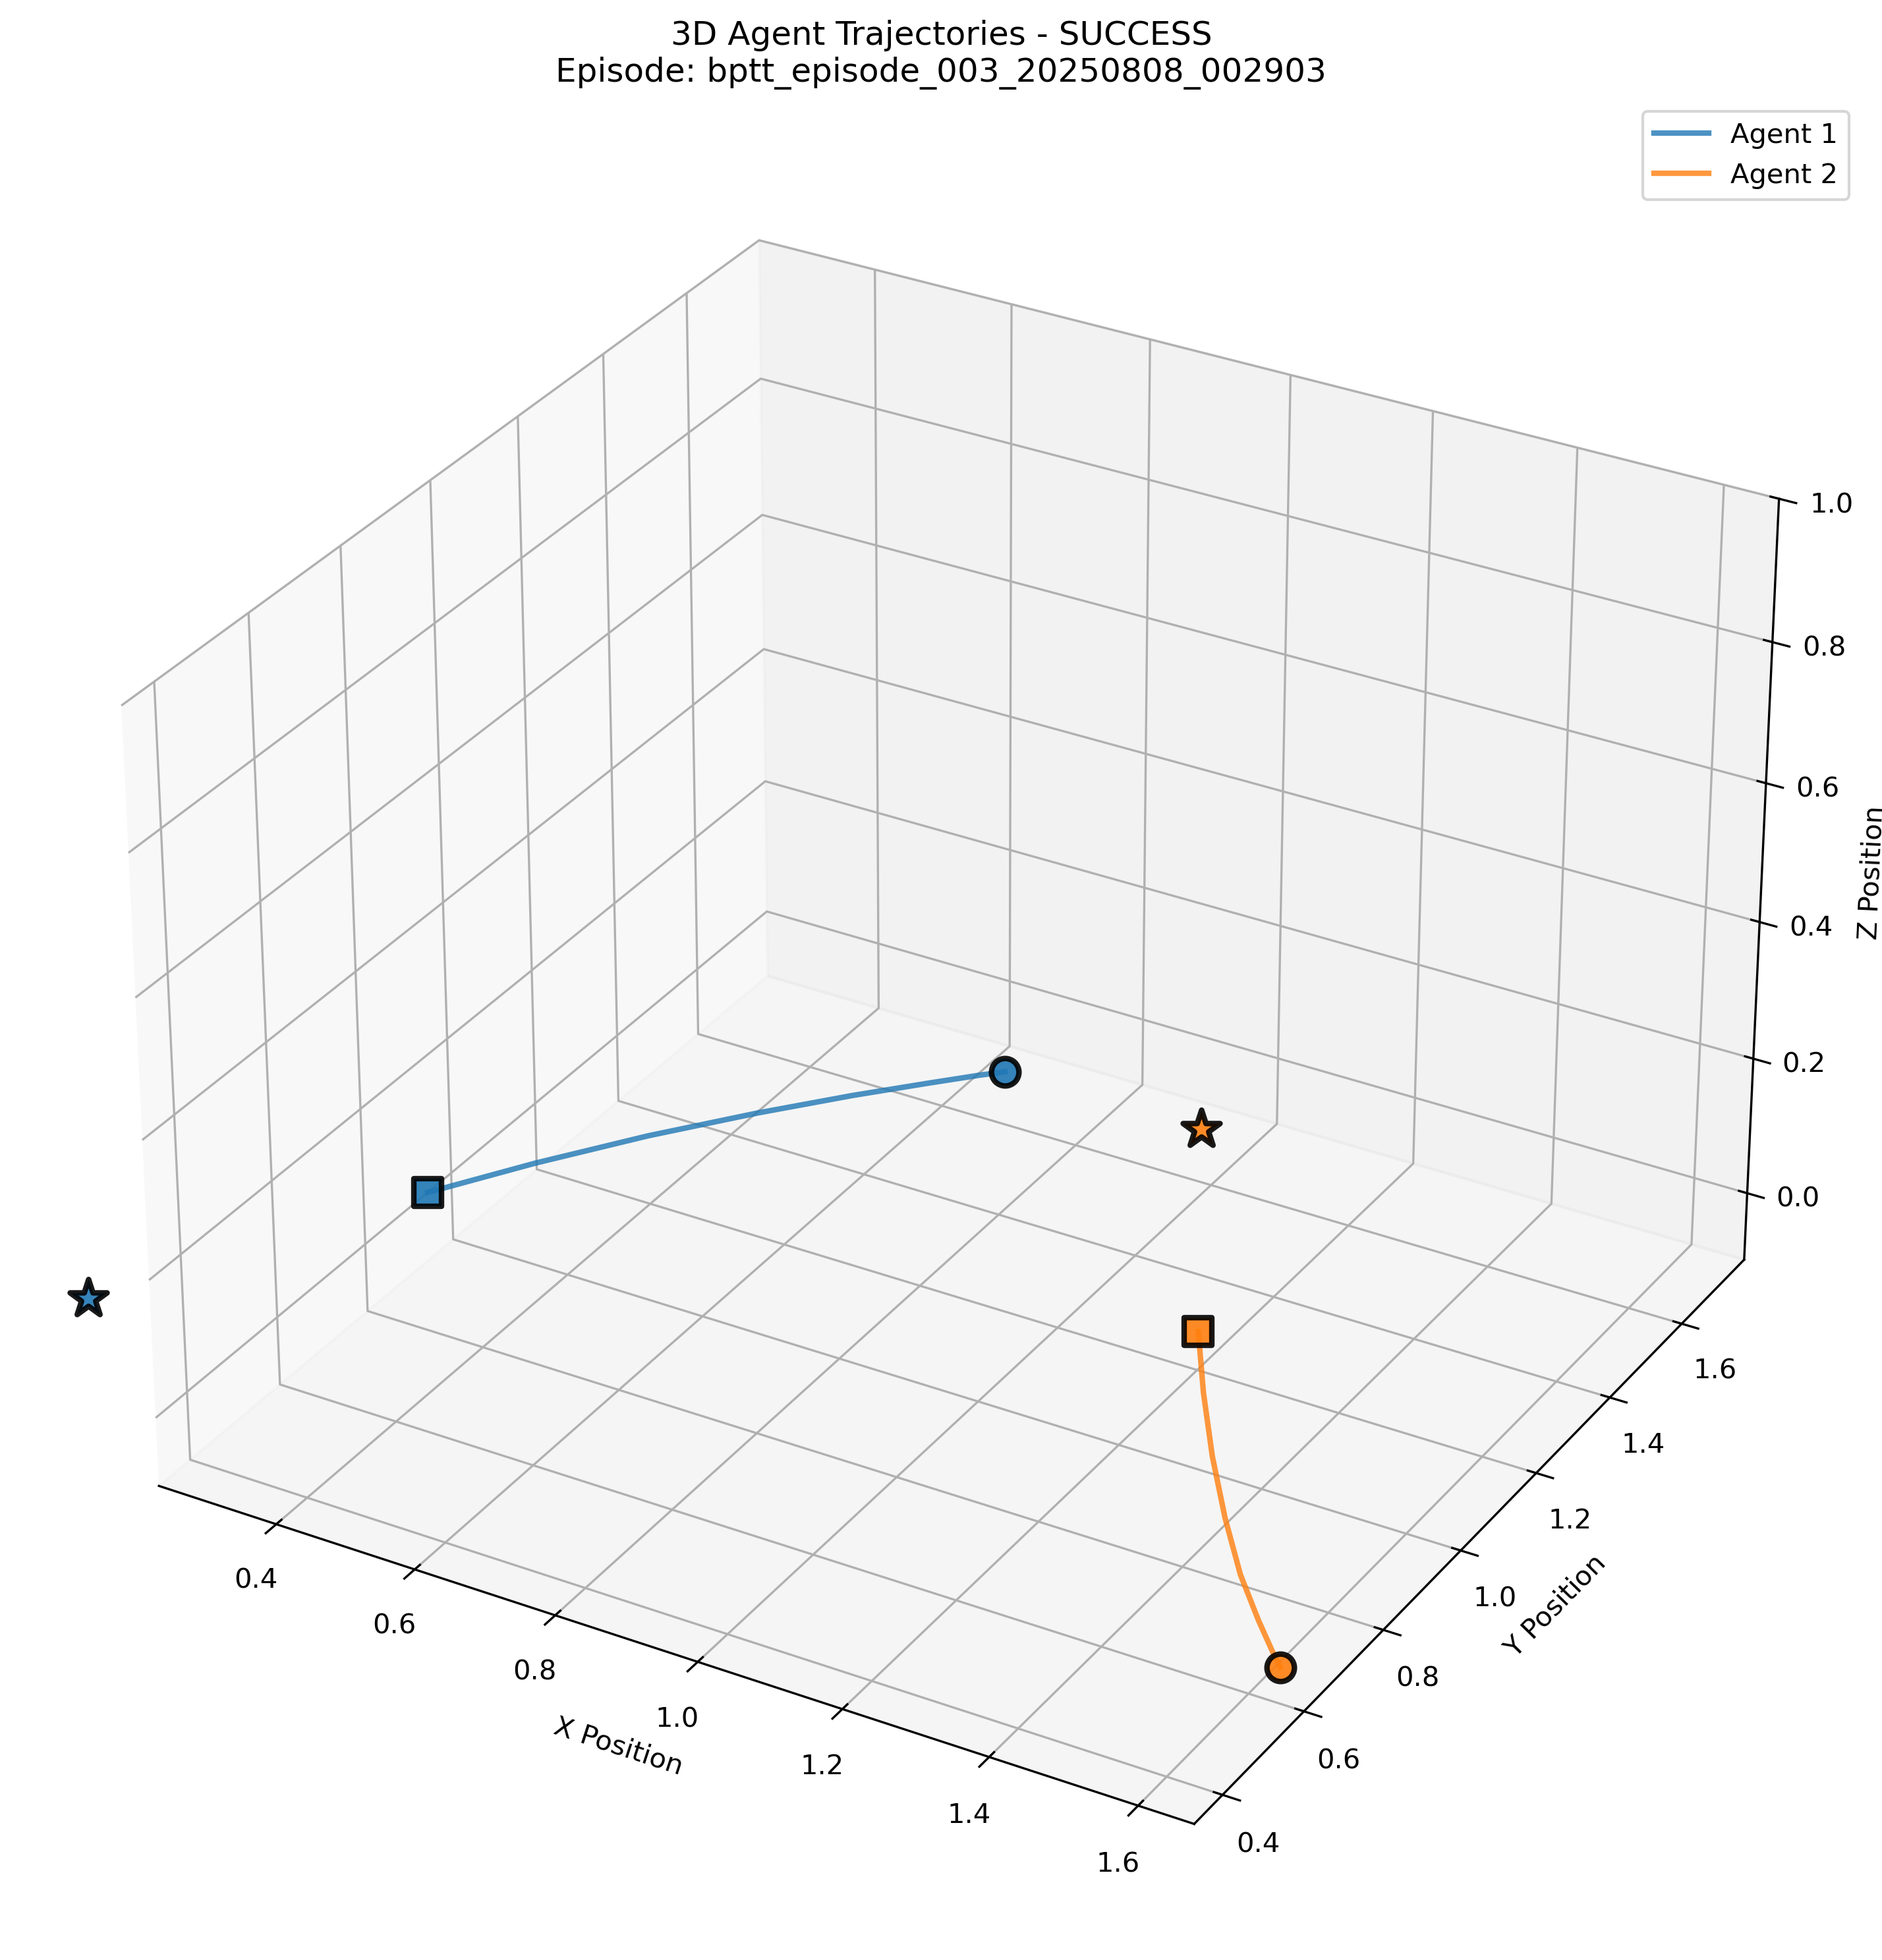 3D Agent Trajectories - SUCCESS
Episode: bptt_episode_003_20250808_002903
Agent 1
Agent 2
1.0
0.8
0.6
0.4
0.2
0.0
Z Position
1.6
1.4
1.2
1.0
0.8
0.6
0.4
Y Position
0.4
0.6
0.8
1.0
1.2
1.4
1.6
X Position